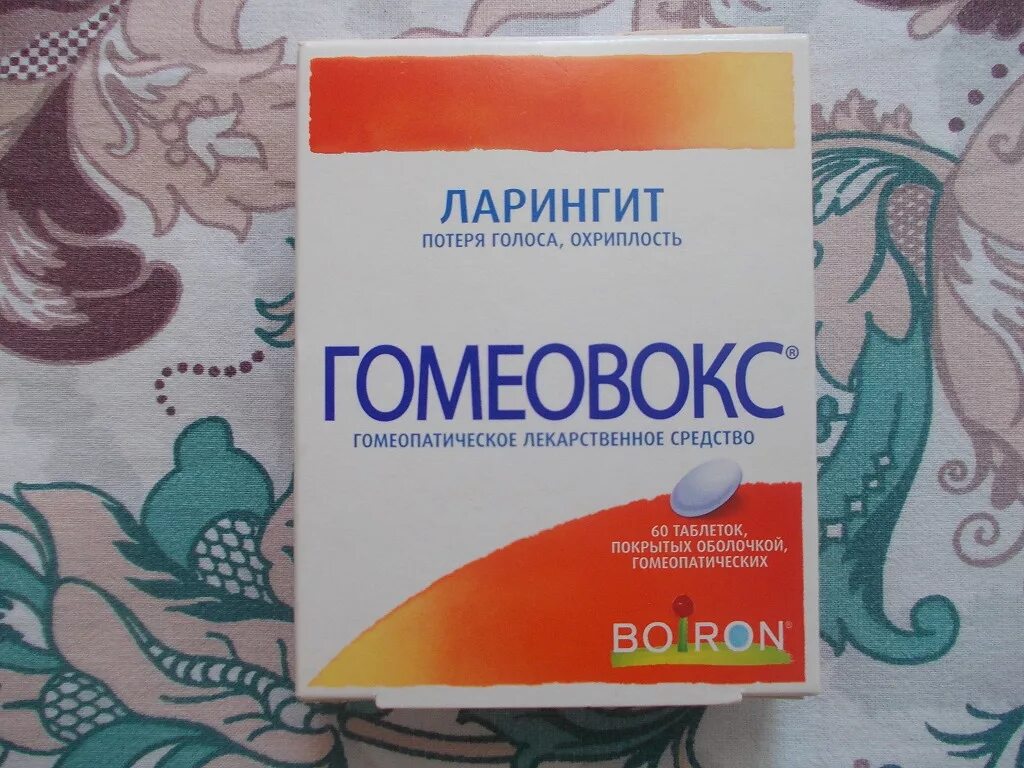 ЛАРИНГИТ
ПОТЕРЯ ГОЛОСА, ОХРИПЛОСТЬ
ГОМЕОВОКС®
ГОМЕОПАТИЧЕСКОЕ ЛЕКАРСТВЕННОЕ СРЕДСТВО
60 ТАБЛЕТОК,
ПОКРЫТЫХ ОБОЛОЧКОЙ,
ГОМЕОПАТИЧЕСКИХ
BOIRON®